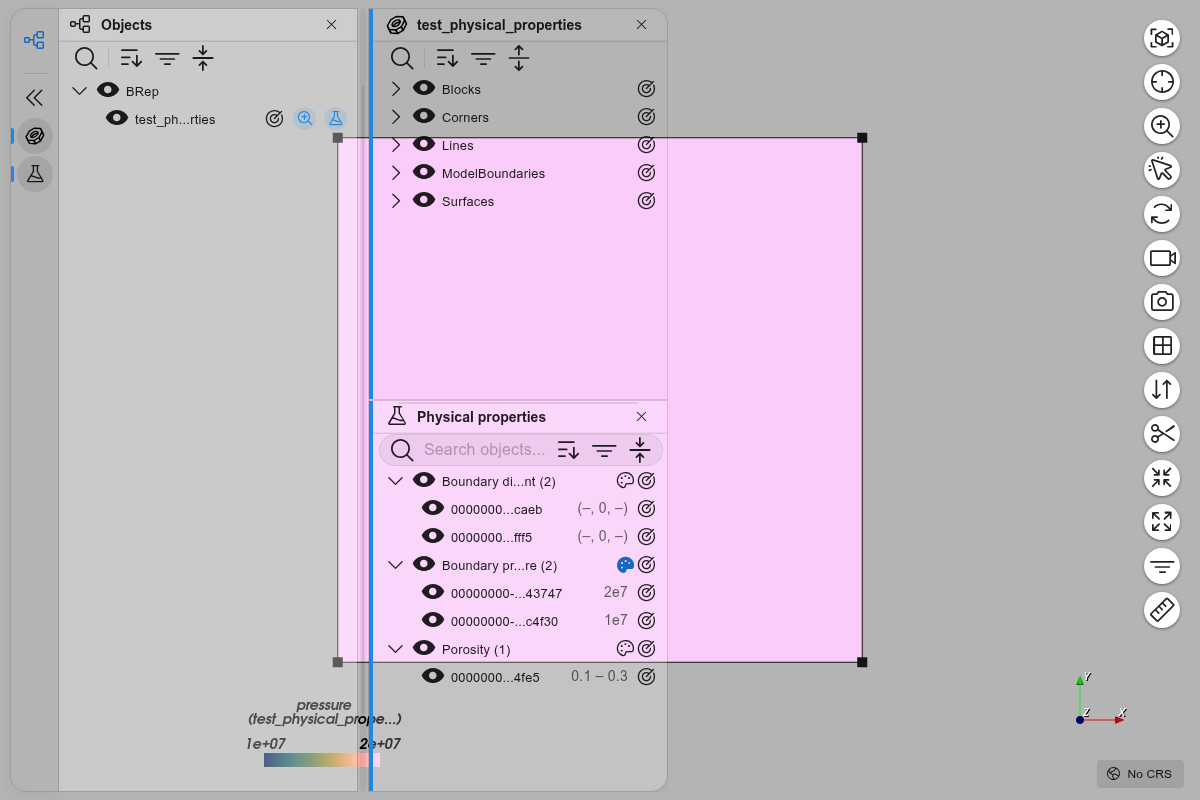 Objects
BRep
test_ph...rties
test_physical_properties
Blocks
Corners
Lines
ModelBoundaries
Surfaces
Physical properties
Search objects...
Boundary di...nt (2)
0000000...caeb (–, 0, –)
0000000...fff5 (–, 0, –)
Boundary pr...re (2)
00000000-...43747 2e7
00000000-...c4f30 1e7
Porosity (1)
0000000...4fe5 0.1 – 0.3
pressure
(test_physical_prope...)
1e+07 2e+07
Y
Z X
No CRS